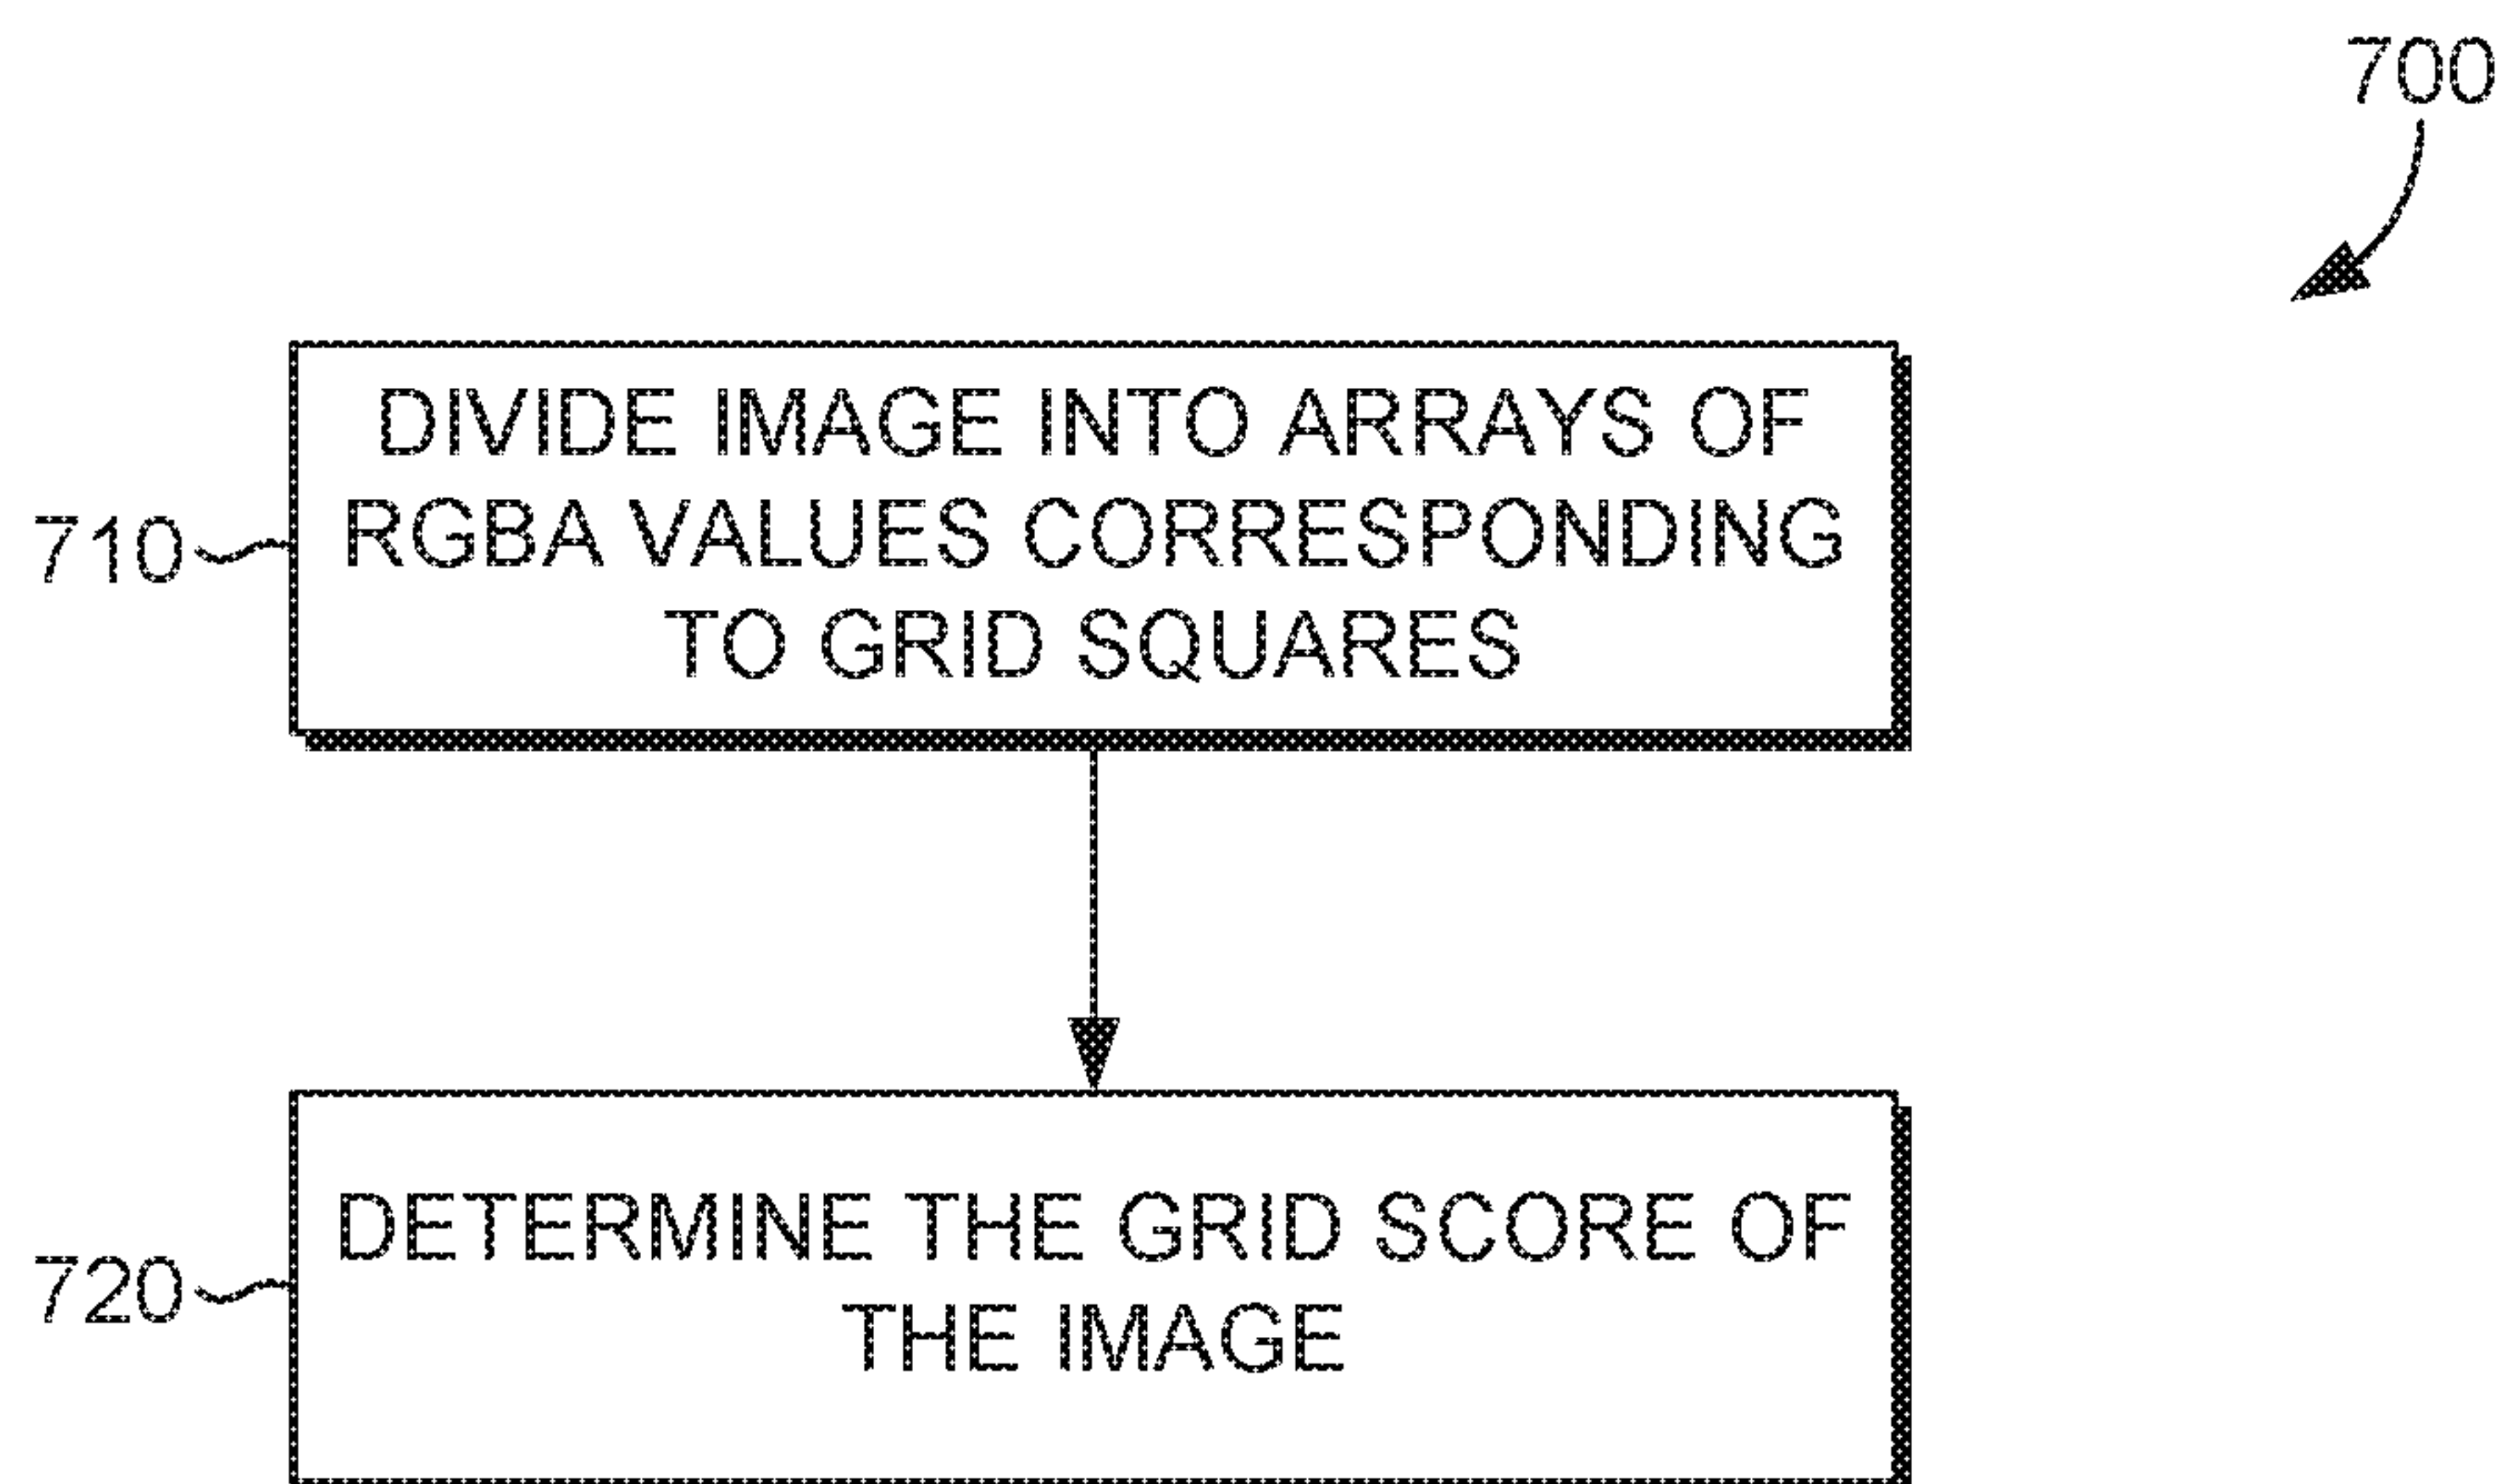 700
DIVIDE IMAGE INTO ARRAYS OF
RGBA VALUES CORRESPONDING
TO GRID SQUARES
710
DETERMINE THE GRID SCORE OF
THE IMAGE
720